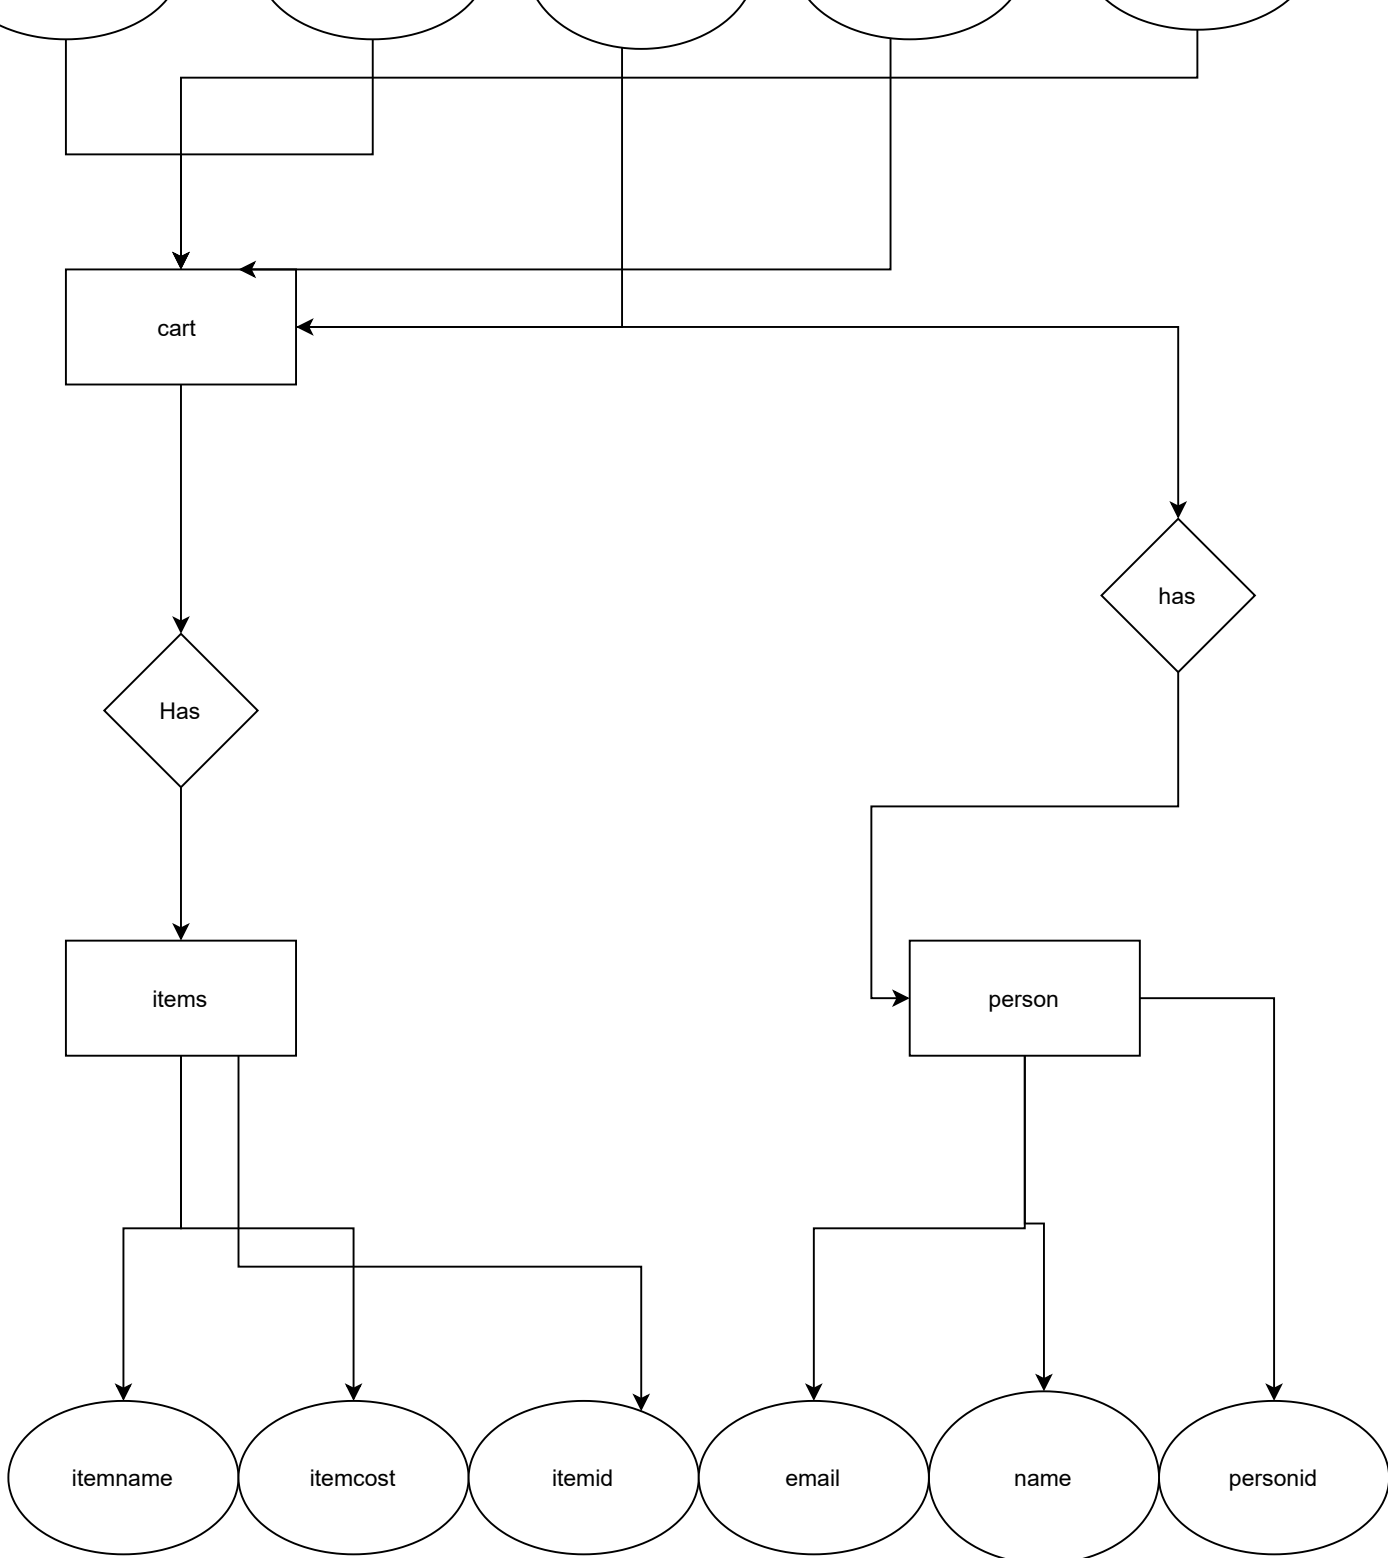 cart
has
Has
items
person
itemname
itemcost
itemid
email
name
personid